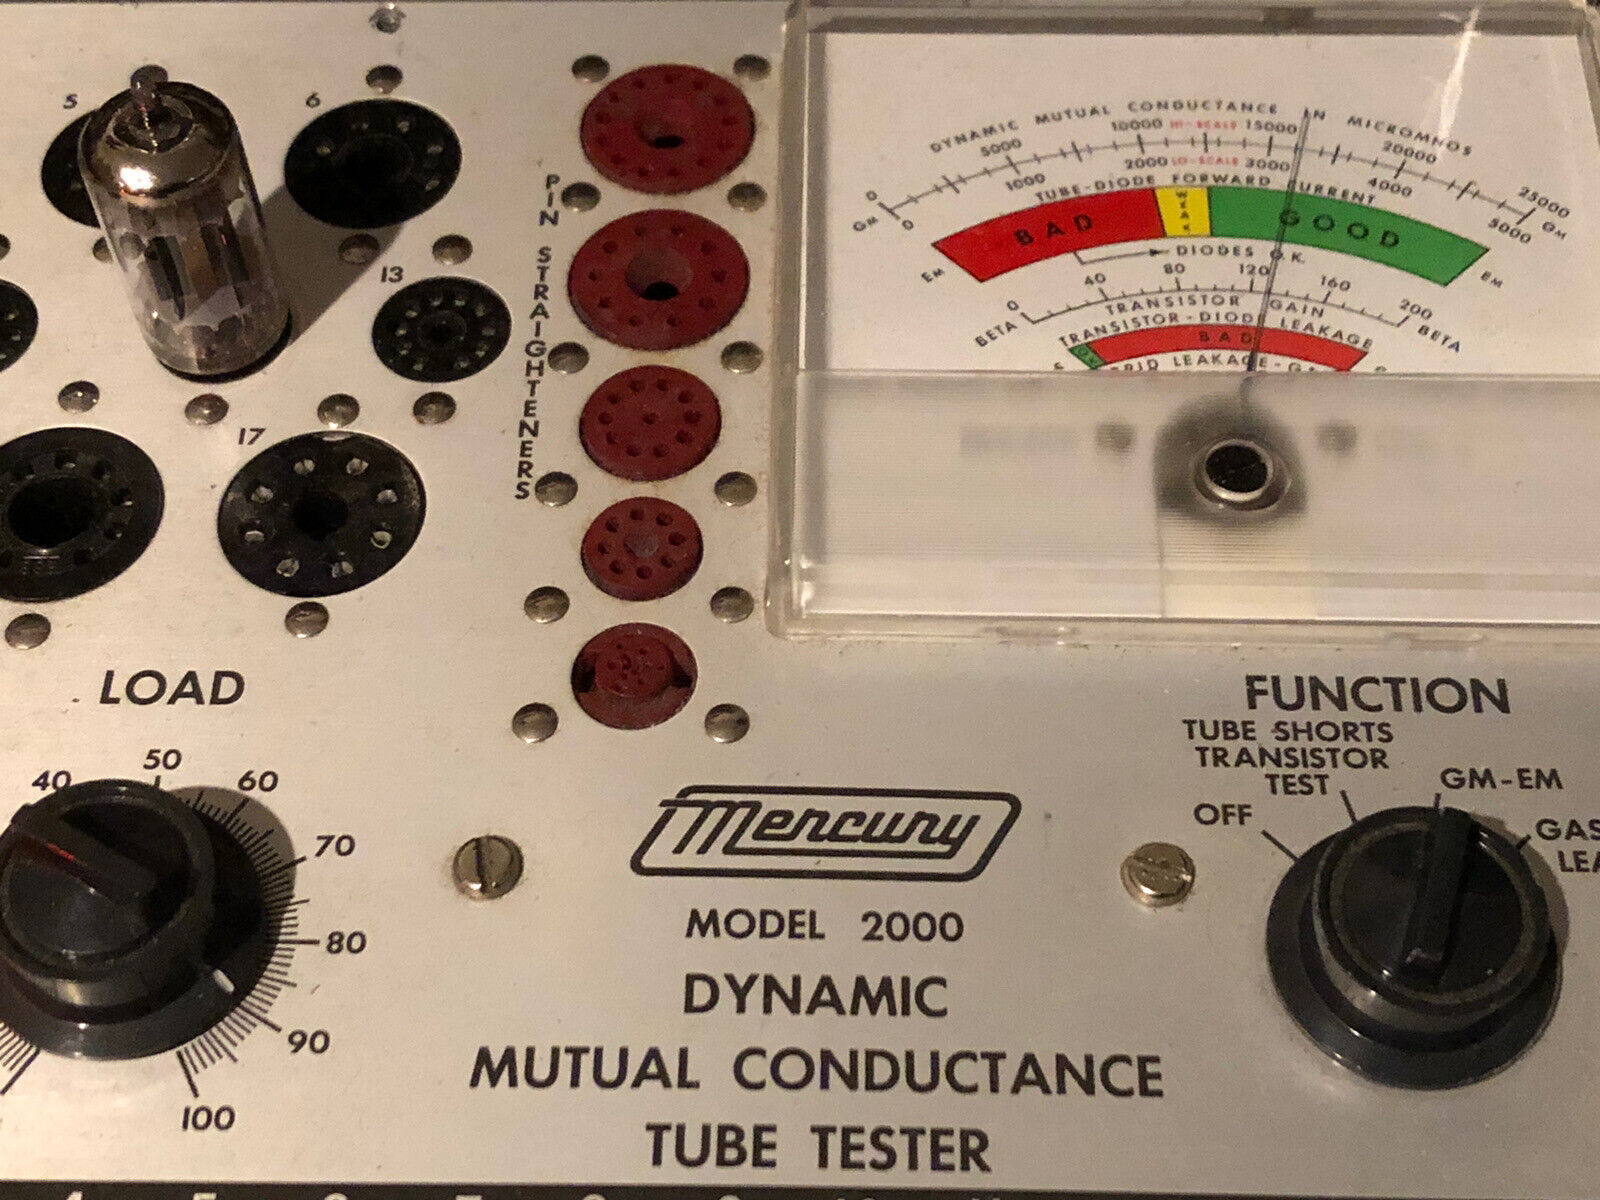 5
6
13
17
PIN STRAIGHTENERS
DYNAMIC MUTUAL CONDUCTANCE IN MICROMHOS
0 5000 10000 HI-SCALE 15000 20000 25000
GM 0 1000 2000 LO-SCALE 3000 4000 5000 GM
TUBE-DIODE FORWARD CURRENT
BAD WEAK GOOD
EM DIODES O.K. EM
0 40 80 120 160 200
BETA TRANSISTOR GAIN BETA
TRANSISTOR-DIODE LEAKAGE
BAD
LEAKAGE-
LOAD
40 50 60 70 80 90 100
Mercury
MODEL 2000
DYNAMIC
MUTUAL CONDUCTANCE
TUBE TESTER
FUNCTION
TUBE SHORTS
TRANSISTOR
TEST
GM-EM
OFF
GAS
LEA